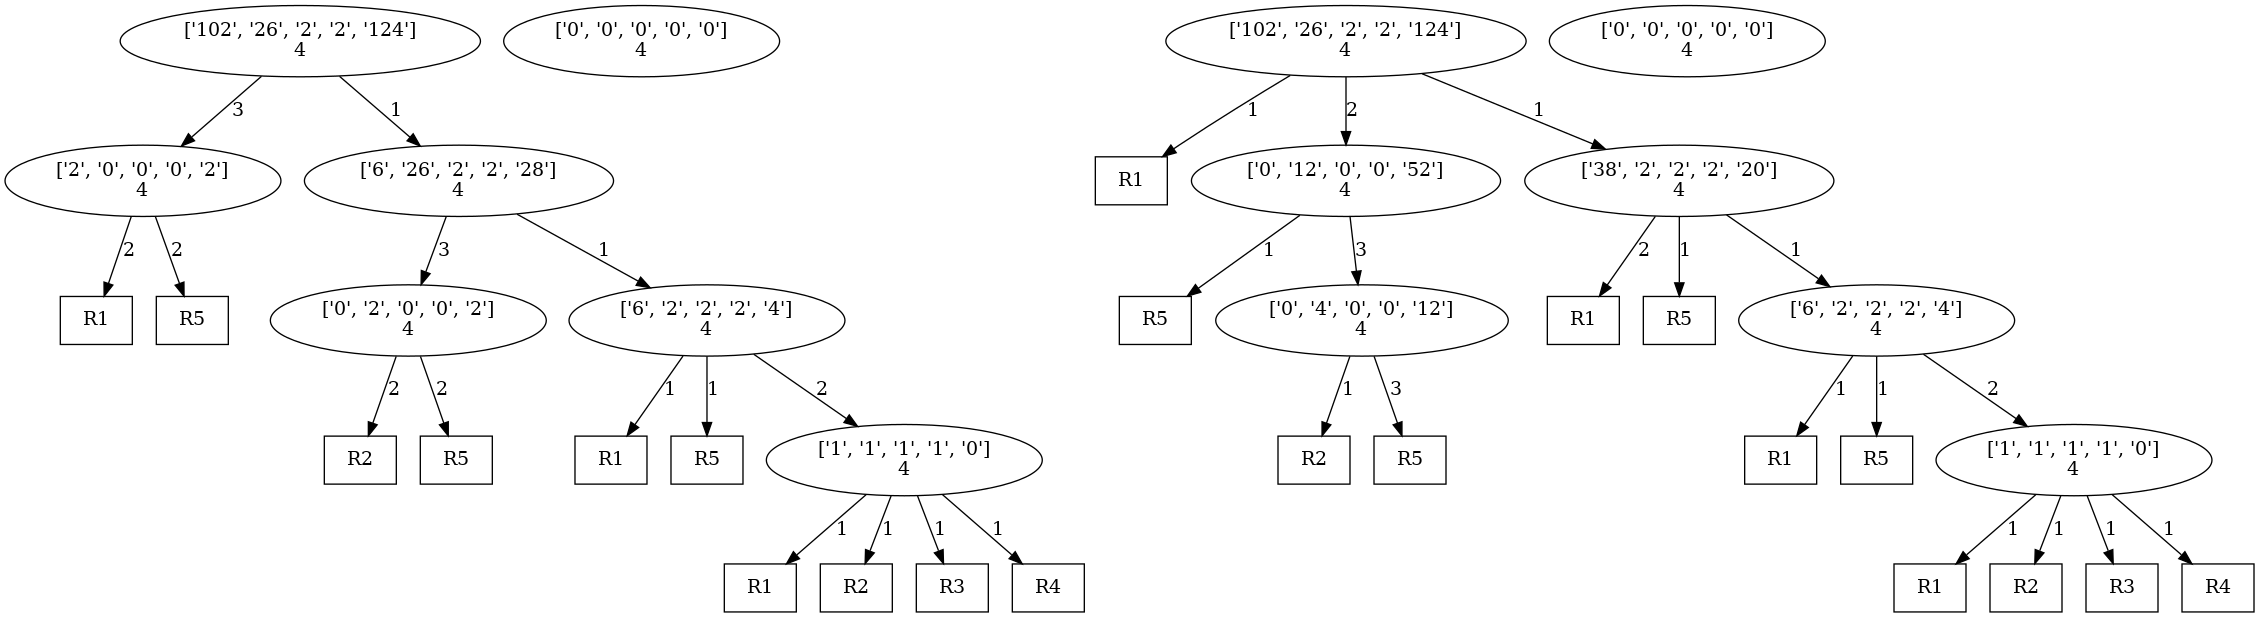 ['102', '26', '2', '2', '124']
4
['0', '0', '0', '0', '0']
4
['102', '26', '2', '2', '124']
4
['0', '0', '0', '0', '0']
4
3
1
1
2
1
['2', '0', '0', '0', '2']
4
['6', '26', '2', '2', '28']
4
R1
['0', '12', '0', '0', '52']
4
['38', '2', '2', '2', '20']
4
2
2
3
1
1
3
2
1
1
R1
R5
['0', '2', '0', '0', '2']
4
['6', '2', '2', '2', '4']
4
R5
['0', '4', '0', '0', '12']
4
R1
R5
['6', '2', '2', '2', '4']
4
2
2
1
1
2
1
3
1
1
2
R2
R5
R1
R5
['1', '1', '1', '1', '0']
4
R2
R5
R1
R5
['1', '1', '1', '1', '0']
4
1
1
1
1
1
1
1
1
R1
R2
R3
R4
R1
R2
R3
R4